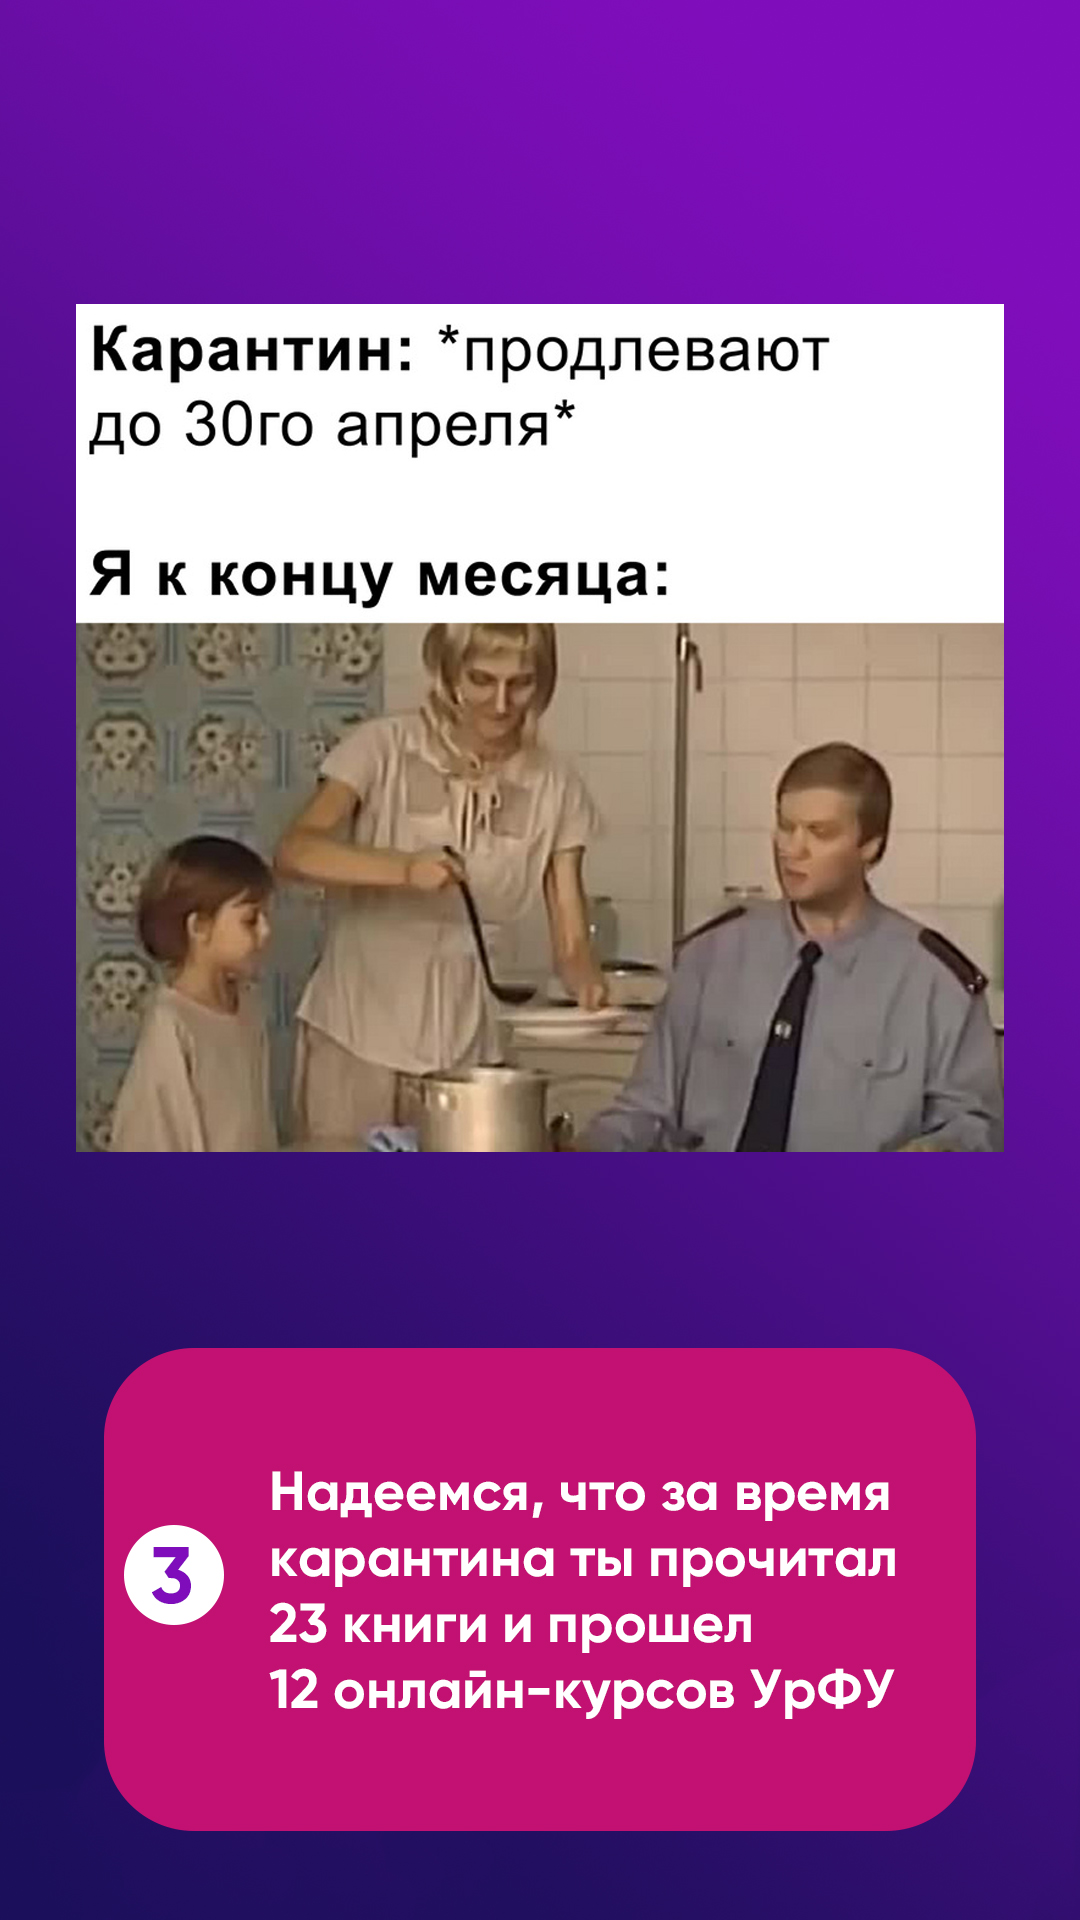 Карантин: *продлевают
до 30го апреля*
Я к концу месяца:
3
Надеемся, что за время
карантина ты прочитал
23 книги и прошел
12 онлайн-курсов УрФУ